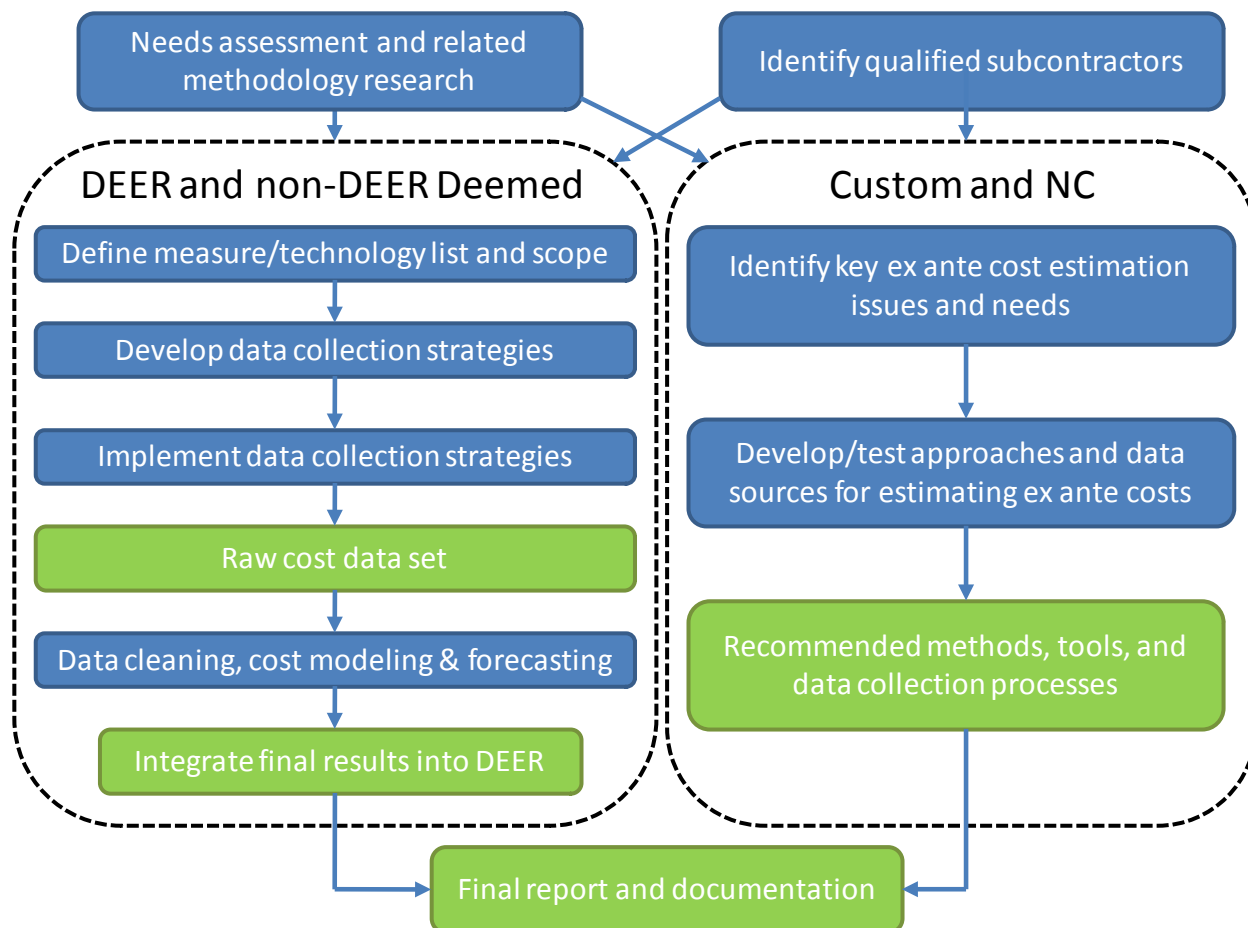 Needs assessment and related
methodology research
Identify qualified subcontractors
DEER and non-DEER Deemed
Define measure/technology list and scope
Develop data collection strategies
Implement data collection strategies
Raw cost data set
Data cleaning, cost modeling & forecasting
Integrate final results into DEER
Custom and NC
Identify key ex ante cost estimation
issues and needs
Develop/test approaches and data
sources for estimating ex ante costs
Recommended methods, tools, and
data collection processes
Final report and documentation